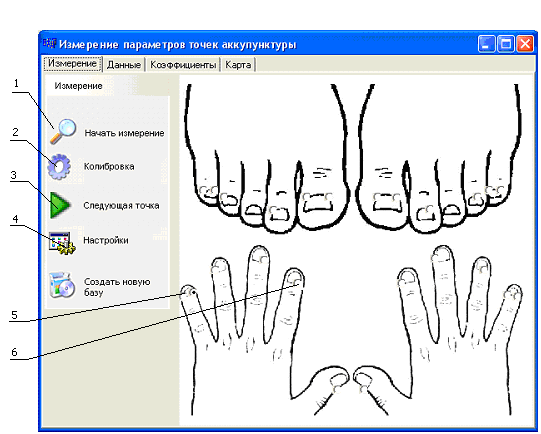 Измерение параметров точек аккупунктуры
Измерение Данные Коэффициенты Карта
Измерение
1
Начать измерение
2
Колибровка
3
Следующая точка
4
Настройки
Создать новую
базу
5
6